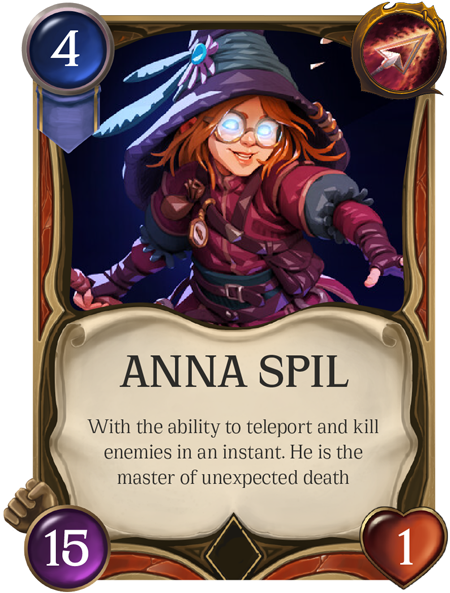 4
ANNA SPIL
With the ability to teleport and kill
enemies in an instant. He is the
master of unexpected death
15
1